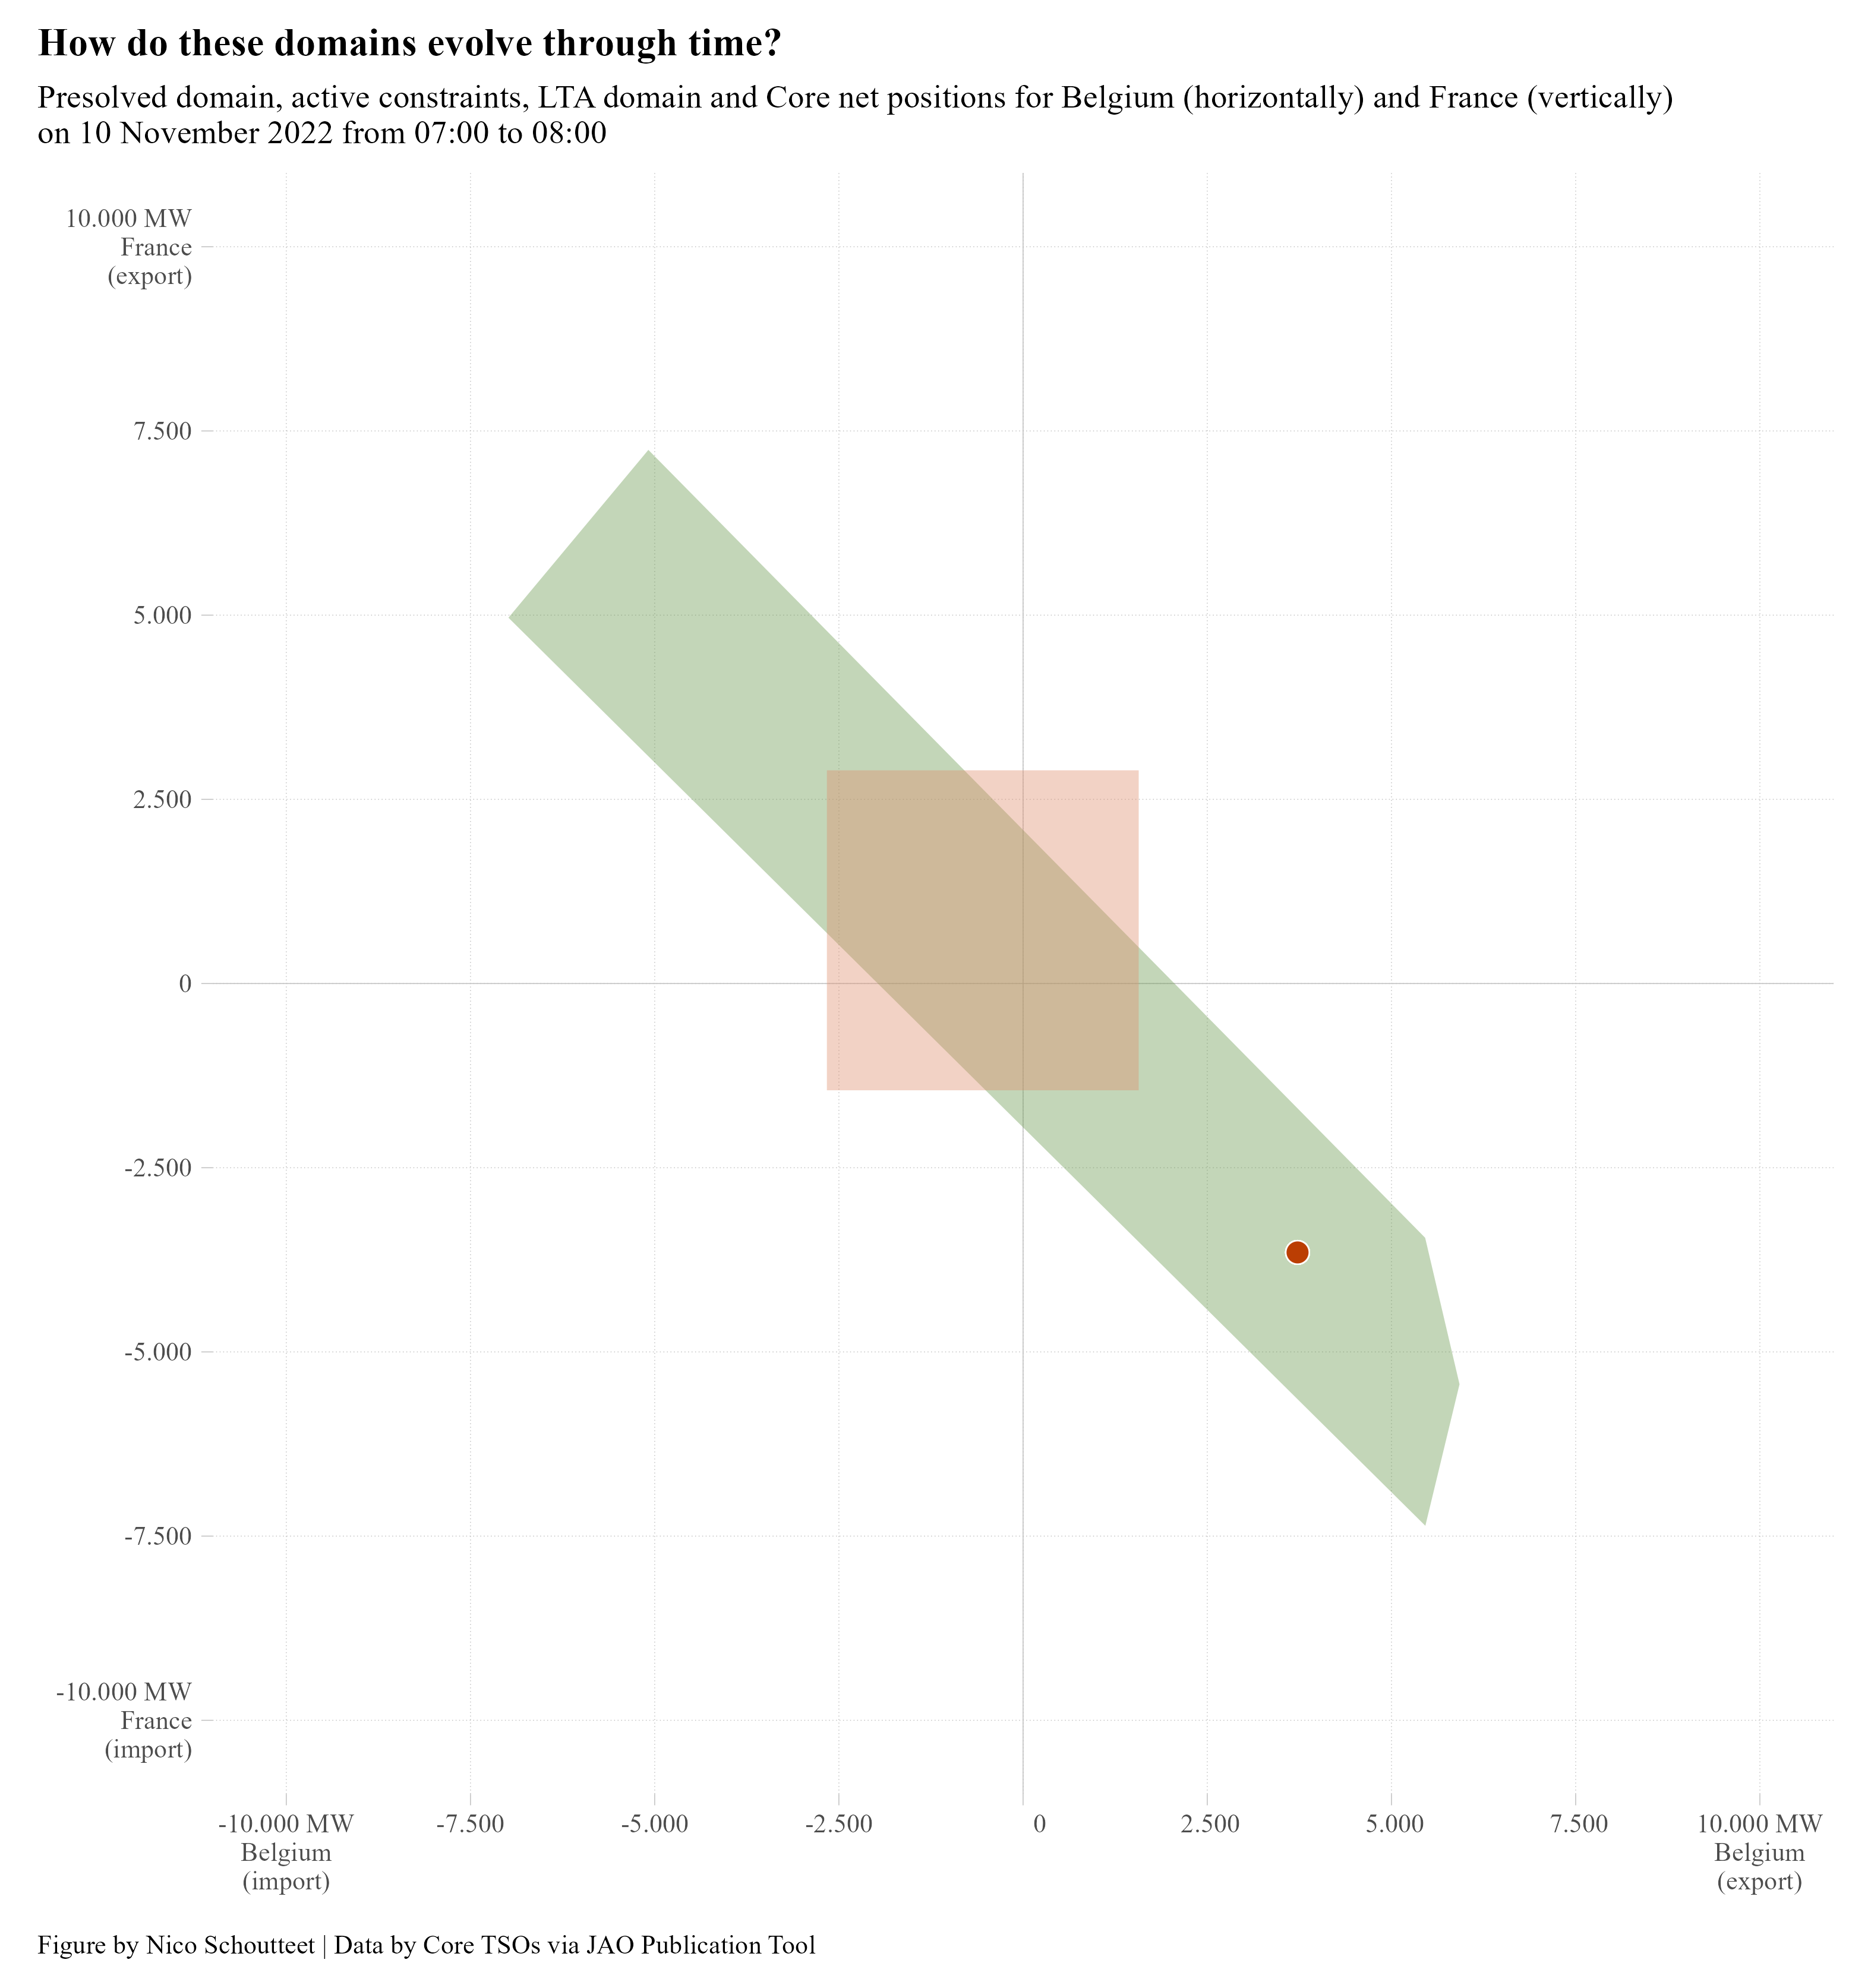 How do these domains evolve through time?
Presolved domain, active constraints, LTA domain and Core net positions for Belgium (horizontally) and France (vertically)
on 10 November 2022 from 07:00 to 08:00
10.000 MW
France
(export)
7.500
5.000
2.500
0
-2.500
-5.000
-7.500
-10.000 MW
France
(import)
-10.000 MW
Belgium
(import)
-7.500
-5.000
-2.500
0
2.500
5.000
7.500
10.000 MW
Belgium
(export)
Figure by Nico Schoutteet | Data by Core TSOs via JAO Publication Tool